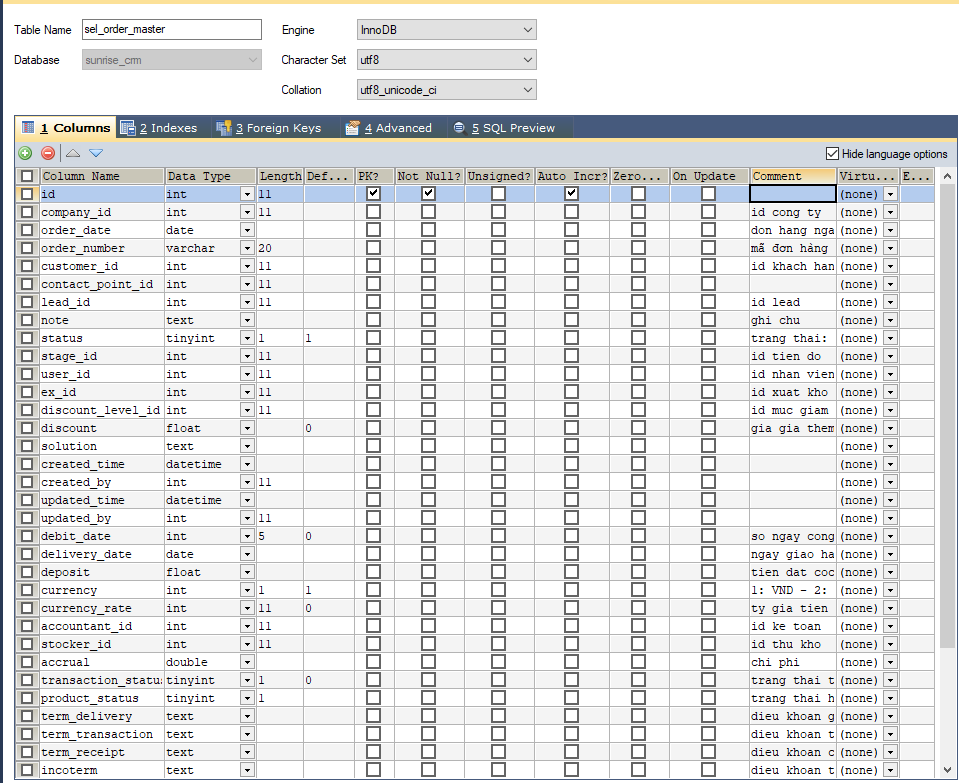 Table Name sel_order_master Engine InnoDB
Database sunrise_crm Character Set utf8
Collation utf8_unicode_ci
1 Columns 2 Indexes 3 Foreign Keys 4 Advanced 5 SQL Preview
Hide language options
Column Name Data Type Length Def... PK? Not Null? Unsigned? Auto Incr? Zero... On Update Comment Virtu... E...
id int 11 (none)
company_id int 11 id cong ty (none)
order_date date don hang nga (none)
order_number varchar 20 mã đơn hàng (none)
customer_id int 11 id khach han (none)
contact_point_id int 11 (none)
lead_id int 11 id lead (none)
note text ghi chu (none)
status tinyint 1 1 trang thai: (none)
stage_id int 11 id tien do (none)
user_id int 11 id nhan vien (none)
ex_id int 11 id xuat kho (none)
discount_level_id int 11 id muc giam (none)
discount float 0 gia gia them (none)
solution text (none)
created_time datetime (none)
created_by int 11 (none)
updated_time datetime (none)
updated_by int 11 (none)
debit_date int 5 0 so ngay cong (none)
delivery_date date ngay giao ha (none)
deposit float tien dat coc (none)
currency int 1 1 1: VND - 2: (none)
currency_rate int 11 0 ty gia tien (none)
accountant_id int 11 id ke toan (none)
stocker_id int 11 id thu kho (none)
accrual double chi phi (none)
transaction_statu tinyint 1 0 trang thai t (none)
product_status tinyint 1 trang thai h (none)
term_delivery text dieu khoan g (none)
term_transaction text dieu khoan t (none)
term_receipt text dieu khoan c (none)
incoterm text dieu khoan t (none)